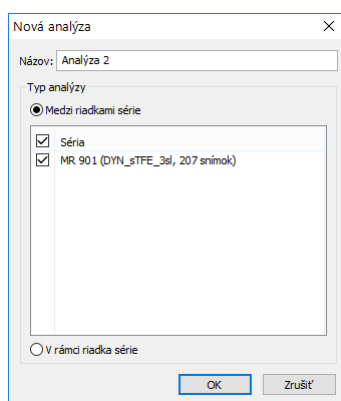 Nová analýza
Názov: Analýza 2
Typ analýzy
Medzi riadkami série
Séria
MR 901 (DYN_sTFE_3sl, 207 snímok)
V rámci riadka série
OK Zrušiť